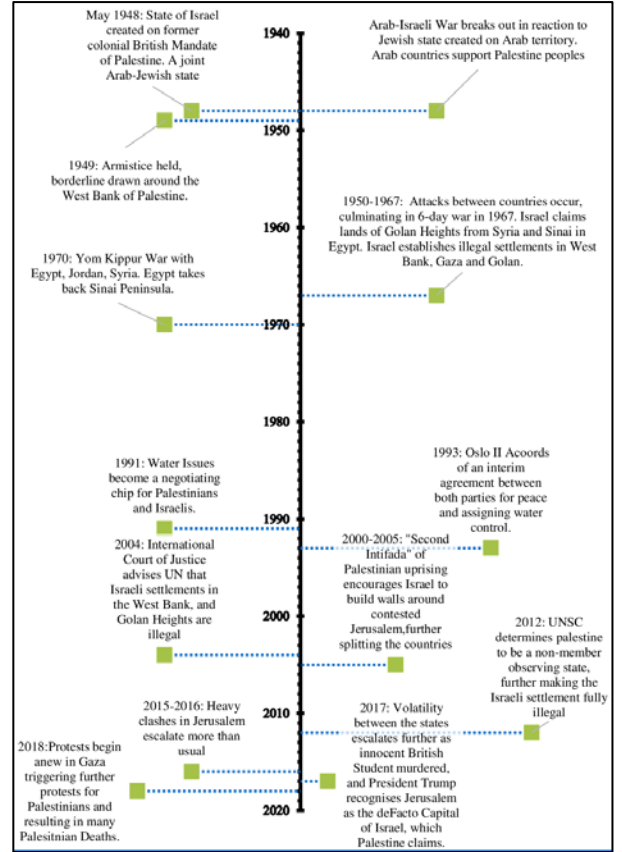 May 1948: State of Israel
created on former
colonial British Mandate
of Palestine. A joint
Arab-Jewish state
Arab-Israeli War breaks out in reaction to
Jewish state created on Arab territory.
Arab countries support Palestine peoples
1940
1950
1949: Armistice held,
borderline drawn around the
West Bank of Palestine.
1950-1967: Attacks between countries occur,
culminating in 6-day war in 1967. Israel claims
lands of Golan Heights from Syria and Sinai in
Egypt. Israel establishes illegal settlements in West
Bank, Gaza and Golan.
1960
1970: Yom Kippur War with
Egypt, Jordan, Syria. Egypt takes
back Sinai Peninsula.
1970
1980
1993: Oslo II Acoords
of an interim
agreement between
both parties for peace
and assigning water
control.
1991: Water Issues
become a negotiating
chip for Palestinians
and Israelis.
1990
2004: International
Court of Justice
advises UN that
Israeli settlements in
the West Bank, and
Golan Heights are
illegal
2000-2005: "Second
Intifada" of
Palestinian uprising
encourages Israel to
build walls around
contested
Jerusalem,further
splitting the countries
2000
2012: UNSC
determines palestine
to be a non-member
observing state,
further making the
Israeli settlement fully
illegal
2015-2016: Heavy
clashes in Jerusalem
escalate more than
usual
2010
2017: Volatility
between the states
escalates further as
innocent British
Student murdered,
and President Trump
recognises Jerusalem
as the deFacto Capital
of Israel, which
Palestine claims.
2018:Protests begin
anew in Gaza
triggering further
protests for
Palestinians and
resulting in many
Palesitnian Deaths.
2020